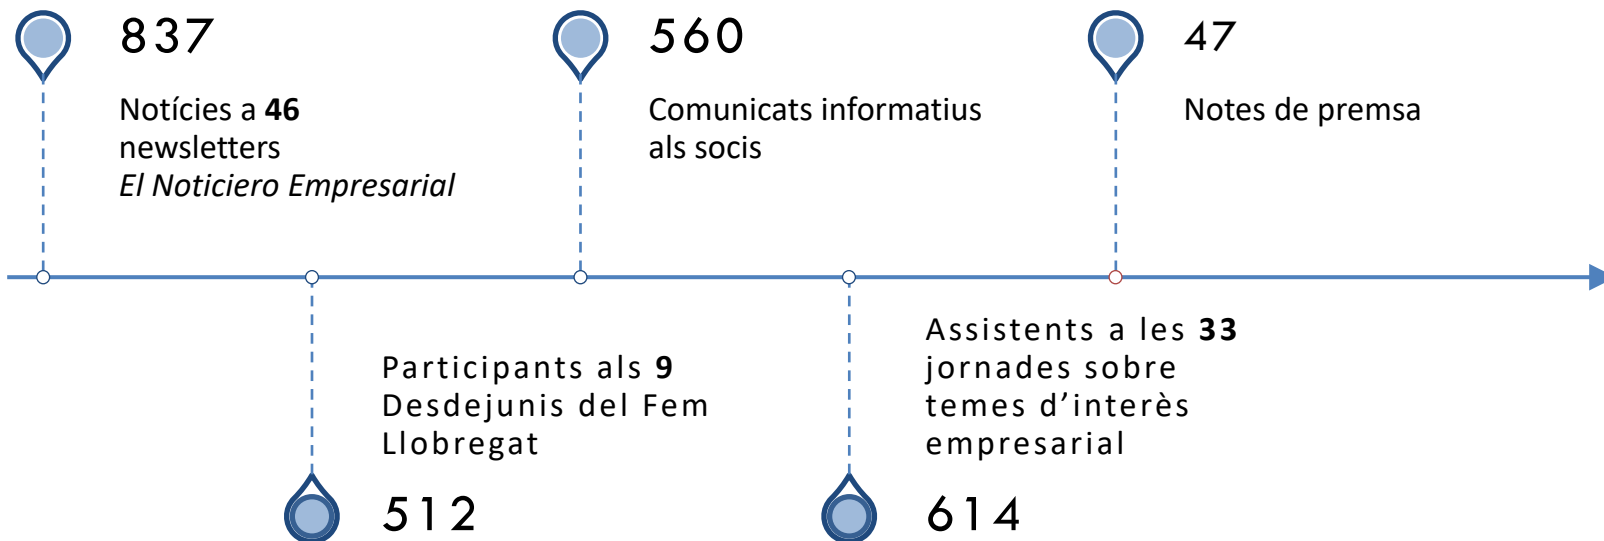 837
Notícies a 46
newsletters
El Noticiero Empresarial
560
Comunicats informatius
als socis
47
Notes de premsa
Participants als 9
Desdejunis del Fem
Llobregat
512
Assistents a les 33
jornades sobre
temes d’interès
empresarial
614